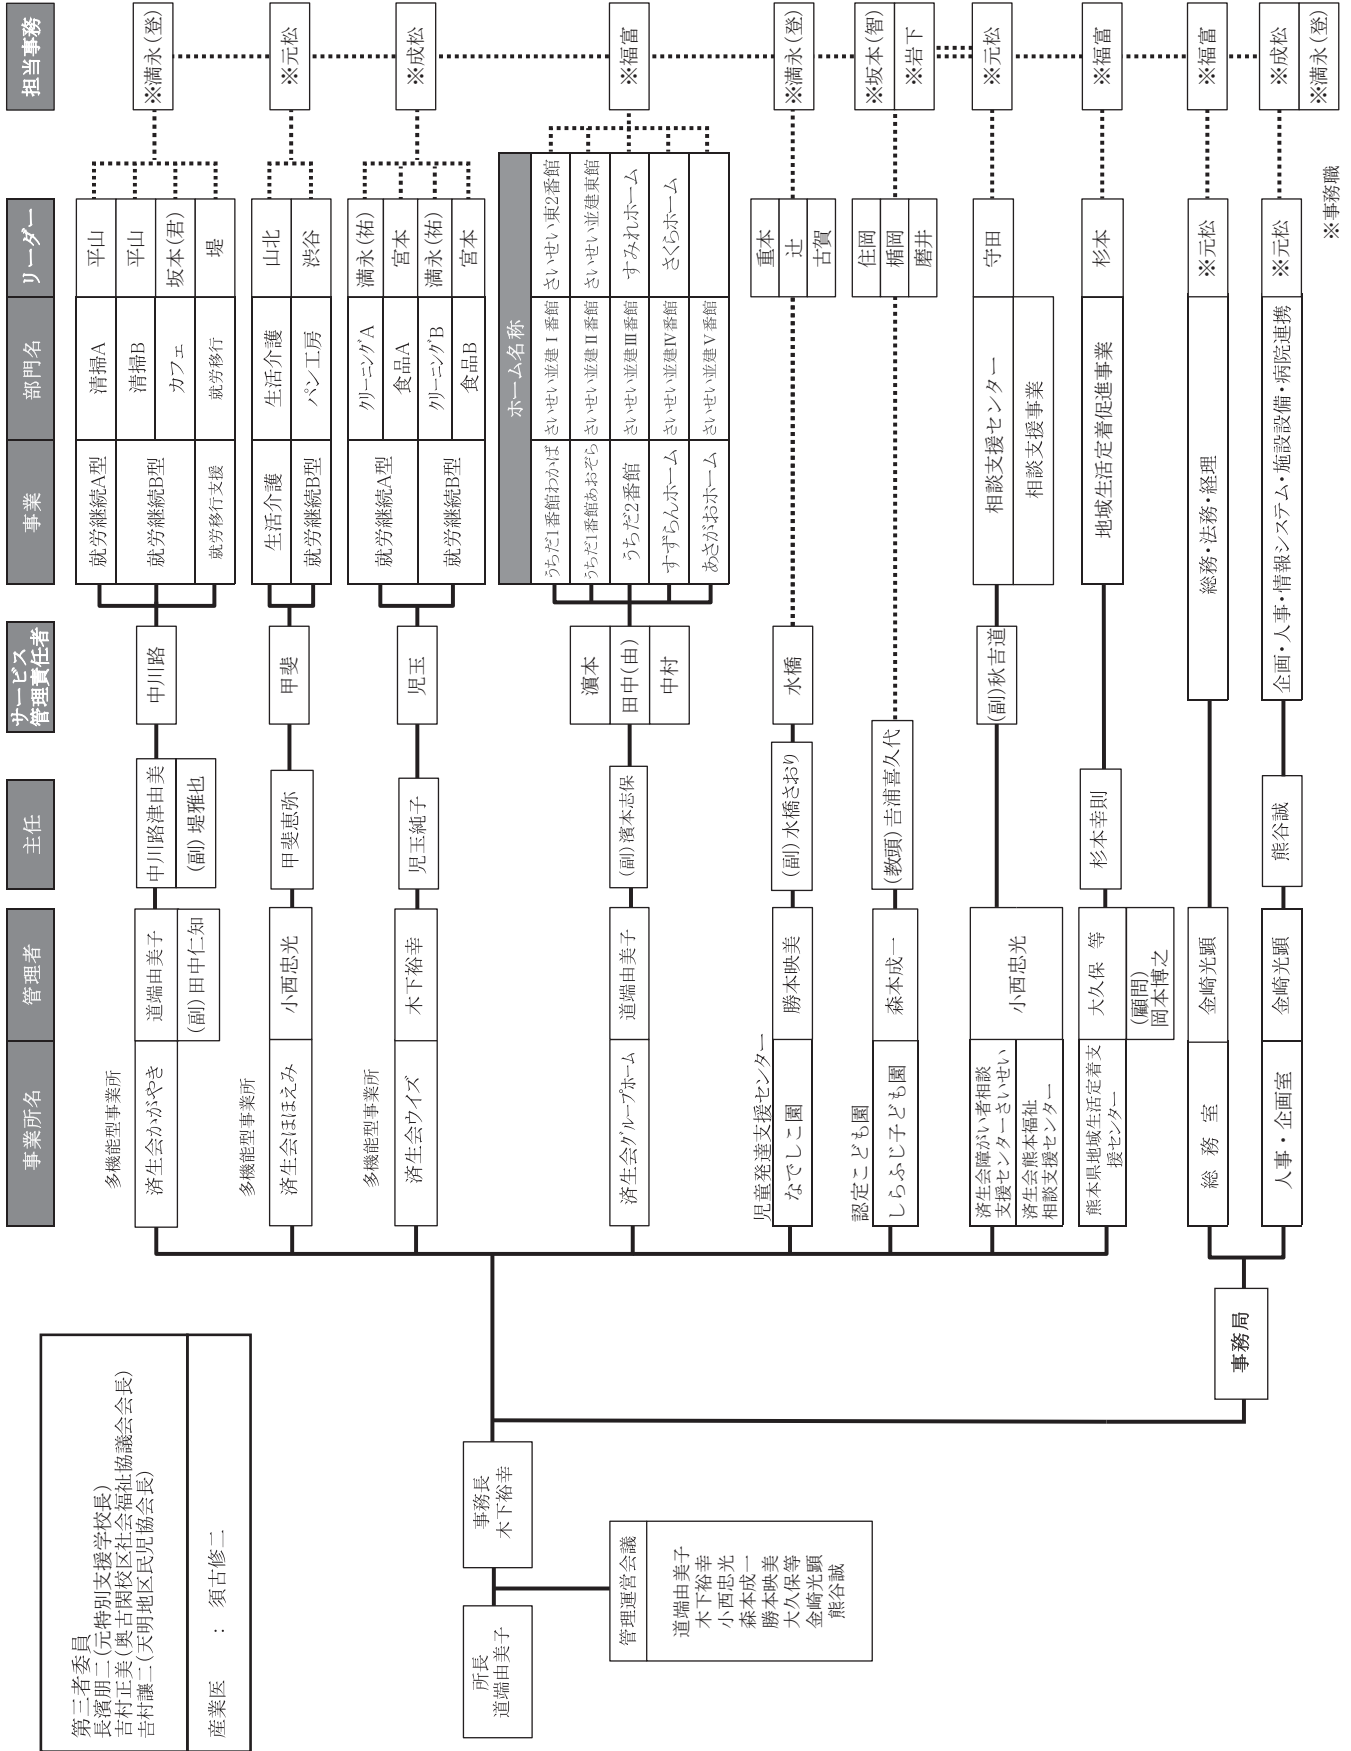 第三者委員
長濱朋二(元特別支援学校長)
吉村正美(奥古閑校区社会福祉協議会会長)
吉村譲二(天明地区民児協会長)
産業医 : 須古修二
所長
道端由美子
事務長
木下裕幸
管理運営会議
道端由美子
木下裕幸
小西忠光
森本成一
勝本映美
大久保等
金崎光顕
熊谷誠
事務局
事業所名
管理者
主任
サービス
管理責任者
事業
部門名
リーダー
担当事務
多機能型事業所
済生会かがやき
道端由美子
(副)田中仁知
中川路津由美
(副)堤雅也
中川路
就労継続A型
清掃A
平山
就労継続B型
清掃B
平山
カフェ
坂本(君)
就労移行支援
就労移行
堤
※満永(登)
多機能型事業所
済生会ほほえみ
小西忠光
甲斐恵弥
甲斐
生活介護
生活介護
山北
就労継続B型
パン工房
渋谷
※元松
多機能型事業所
済生会ウイズ
木下裕幸
児玉純子
児玉
就労継続A型
クリーニングA
満永(祐)
食品A
宮本
就労継続B型
クリーニングB
満永(祐)
食品B
宮本
※成松
済生会グループホーム
道端由美子
(副)濱本志保
濵本
田中(由)
中村
ホーム名称
うちだ1番館わかば
さいせい並建Ⅰ番館
さいせい東2番館
うちだ1番館あおぞら
さいせい並建Ⅱ番館
さいせい並建東館
うちだ2番館
さいせい並建Ⅲ番館
すみれホーム
すずらんホーム
さいせい並建Ⅳ番館
さくらホーム
あさがおホーム
さいせい並建Ⅴ番館
※福富
児童発達支援センター
なでしこ園
勝本映美
(副)水橋さおり
水橋
重本
辻
古賀
※満永(登)
認定こども園
しらふじ子ども園
森本成一
(教頭)吉浦喜久代
住岡
楯岡
磨井
※坂本(智)
※岩下
済生会障がい者相談
支援センターさいせい
済生会熊本福祉
相談支援センター
小西忠光
(副)秋吉道
相談支援センター
守田
相談支援事業
※元松
熊本県地域生活定着支
援センター
大久保 等
(顧問)
岡本博之
杉本幸則
地域生活定着促進事業
杉本
※福富
総 務 室
金崎光顕
総務・法務・経理
※元松
※福富
人事・企画室
金崎光顕
熊谷誠
企画・人事・情報システム・施設設備・病院連携
※元松
※成松
※満永(登)
※事務職